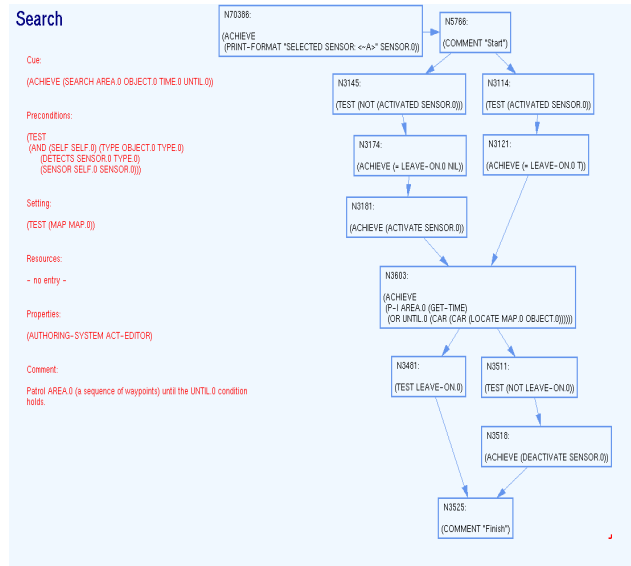 Search
Cue:
(ACHIEVE (SEARCH AREA.0 OBJECT.0 TIME.0 UNTIL.0))
Preconditions:
(TEST
(AND (SELF SELF.0) (TYPE OBJECT.0 TYPE.0)
(DETECTS SENSOR.0 TYPE.0)
(SENSOR SELF.0 SENSOR.0)))
Setting:
(TEST (MAP MAP.0))
Resources:
- no entry -
Properties:
(AUTHORING-SYSTEM ACT-EDITOR)
Comment:
Patrol AREA.0 (a sequence of waypoints) until the UNTIL.0 condition
holds.
N70386:
(ACHIEVE
(PRINT-FORMAT "SELECTED SENSOR: <~A>" SENSOR.0))
N5766:
(COMMENT "Start")
N3145:
(TEST (NOT (ACTIVATED SENSOR.0)))
N3114:
(TEST (ACTIVATED SENSOR.0))
N3174:
(ACHIEVE (= LEAVE-ON.0 NIL))
N3121:
(ACHIEVE (= LEAVE-ON.0 T))
N3181:
(ACHIEVE (ACTIVATE SENSOR.0))
N3603:
(ACHIEVE
(P-I AREA.0 (GET-TIME)
(OR UNTIL.0 (CAR (CAR (LOCATE MAP.0 OBJECT.0))))))
N3481:
(TEST LEAVE-ON.0)
N3511:
(TEST (NOT LEAVE-ON.0))
N3518:
(ACHIEVE (DEACTIVATE SENSOR.0))
N3525:
(COMMENT "Finish")